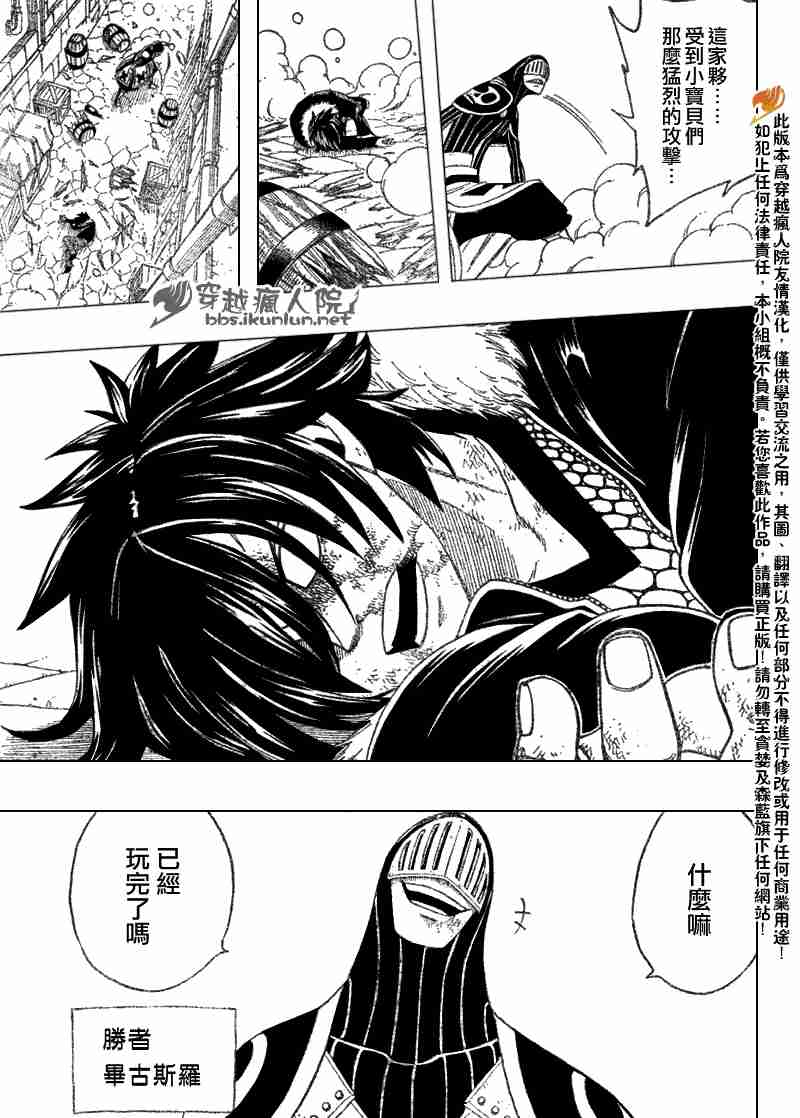 這家夥……
受到小寶貝們
那麼猛烈的攻擊…
穿越瘋人院
bbs.ikunlun.net
什麼嘛
已經
玩完了嗎
勝者
畢古斯羅
此版本爲穿越瘋人院友情漢化，僅供學習交流之用，其圖、翻譯以及任何部分不得進行修改或用于任何商業用途！
如犯止任何法律責任，本小組概不負責。若您喜歡此作品，請購買正版！請勿轉至貪婪及森藍旗下任何網站！